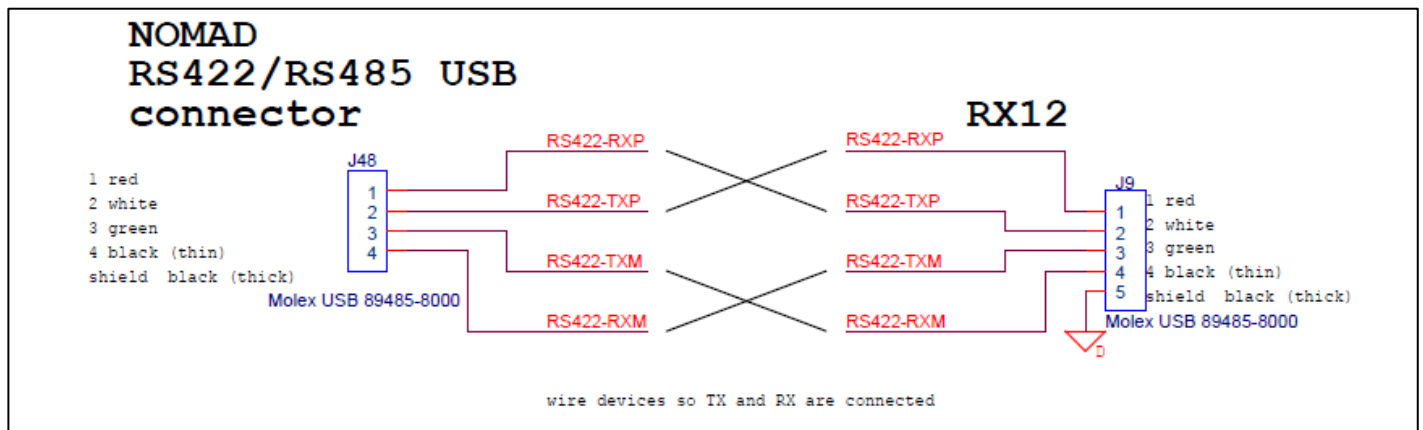 NOMAD
RS422/RS485 USB
connector
RX12
J48
1 red
2 white
3 green
4 black (thin)
shield black (thick)
1
2
3
4
Molex USB 89485-8000
RS422-RXP
RS422-TXP
RS422-TXM
RS422-RXM
RS422-RXP
RS422-TXP
RS422-TXM
RS422-RXM
J9
1
2
3
4
5
1 red
2 white
3 green
4 black (thin)
shield black (thick)
Molex USB 89485-8000
D
wire devices so TX and RX are connected